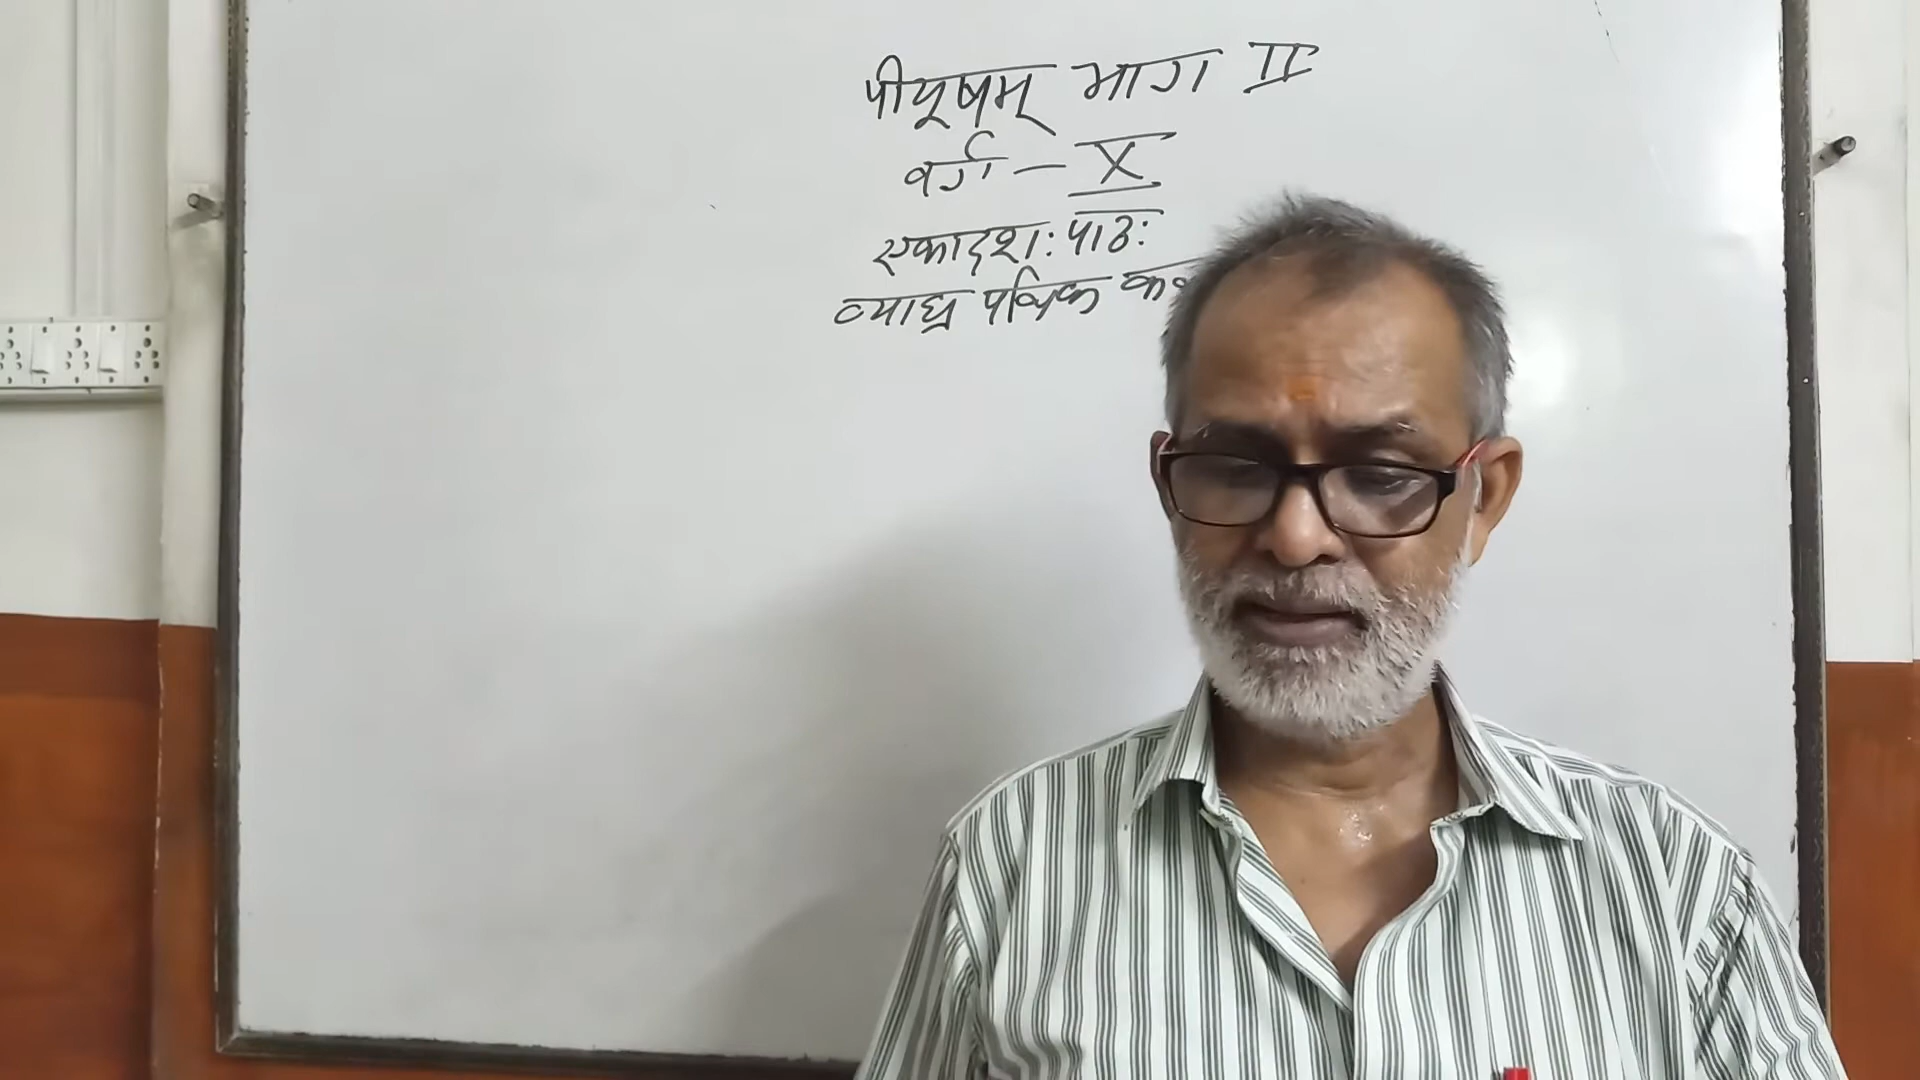 पीयूषम् भाग II
वर्ग – X
एकादशः पाठः
व्याघ्र पथिक